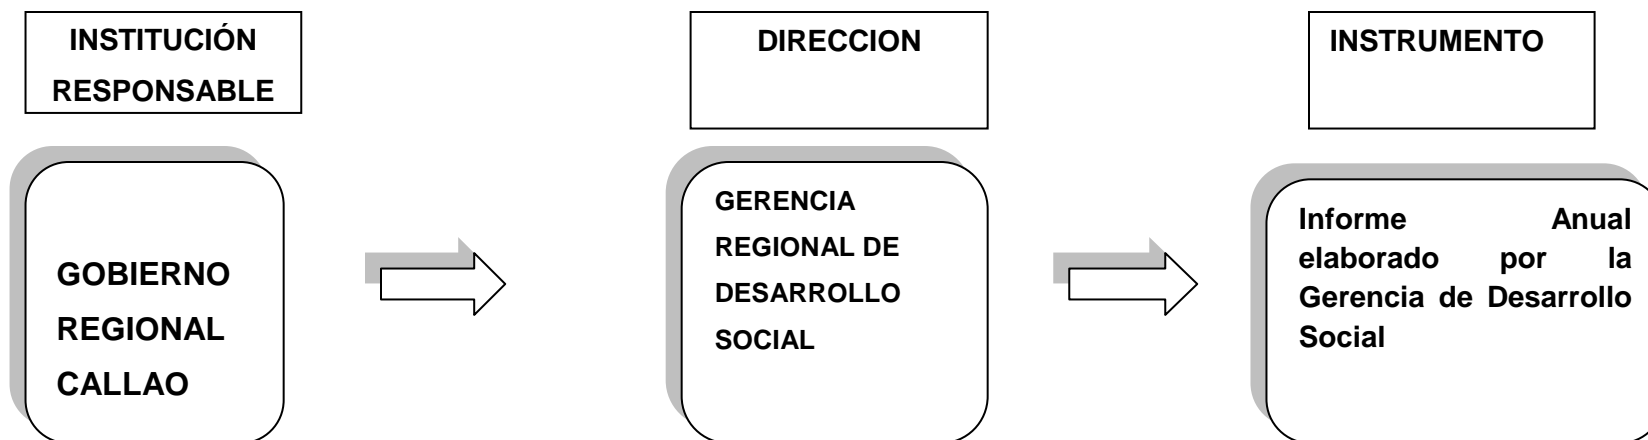 INSTITUCIÓN
RESPONSABLE
DIRECCION
INSTRUMENTO
GOBIERNO
REGIONAL
CALLAO
GERENCIA
REGIONAL DE
DESARROLLO
SOCIAL
Informe Anual
elaborado por la
Gerencia de Desarrollo
Social